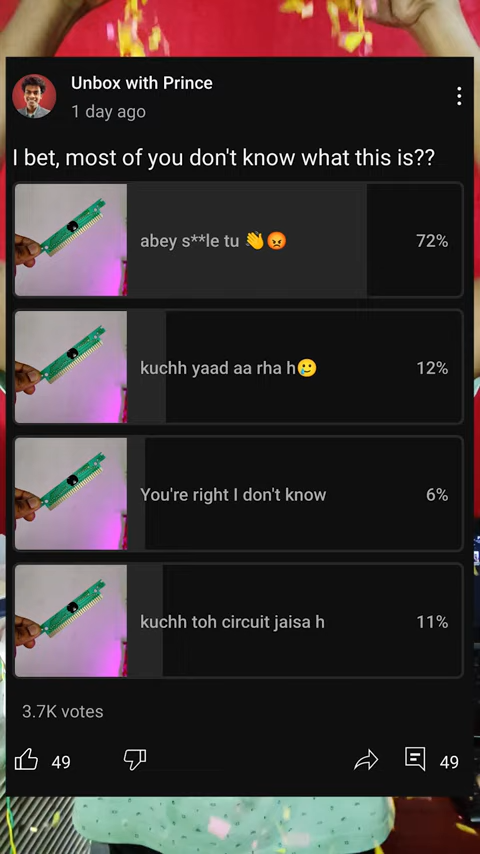 Unbox with Prince
1 day ago
I bet, most of you don't know what this is??
abey s**le tu 👋😡
72%
kuchh yaad aa rha h🥲
12%
You're right I don't know
6%
kuchh toh circuit jaisa h
11%
3.7K votes
49
49